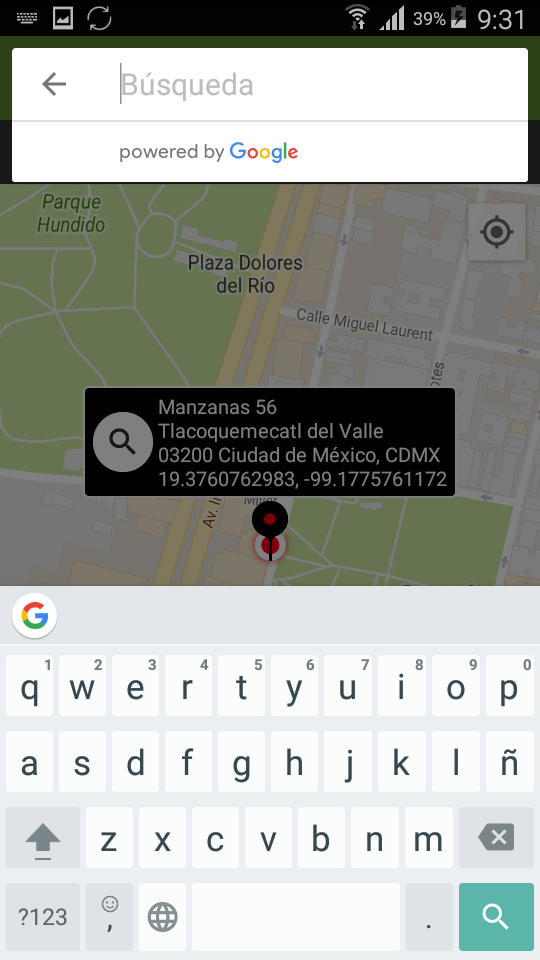 39% 9:31
Búsqueda
powered by Google
Parque
Hundido
Plaza Dolores
del Río
Calle Miguel Laurent
Manzanas 56
Tlacoquemecatl del Valle
03200 Ciudad de México, CDMX
19.3760762983, -99.1775761172
G
1 2 3 4 5 6 7 8 9 0
q w e r t y u i o p
a s d f g h j k l ñ
z x c v b n m
?123 , .